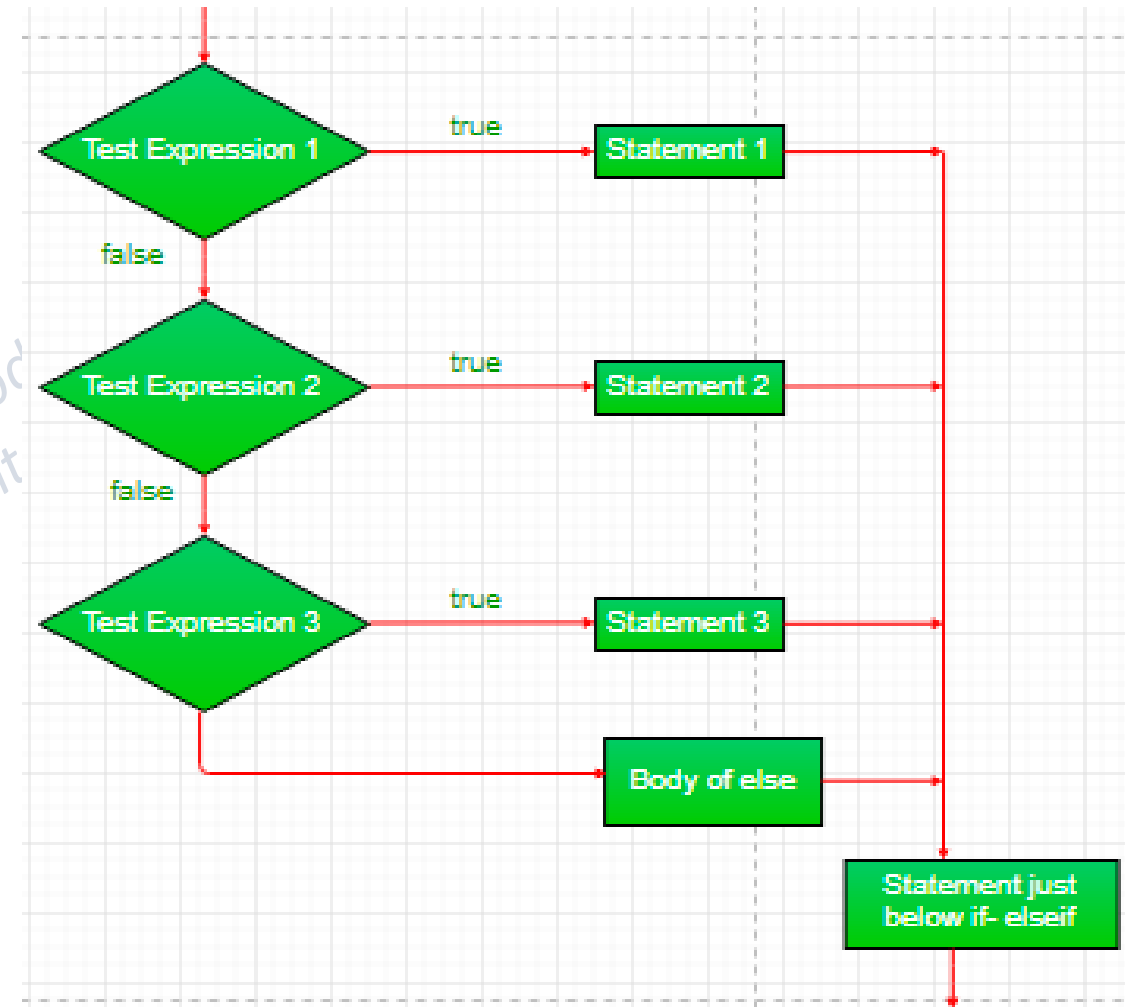 true
Test Expression 1
Statement 1
false
true
Test Expression 2
Statement 2
false
true
Test Expression 3
Statement 3
Body of else
Statement just
below if- elseif